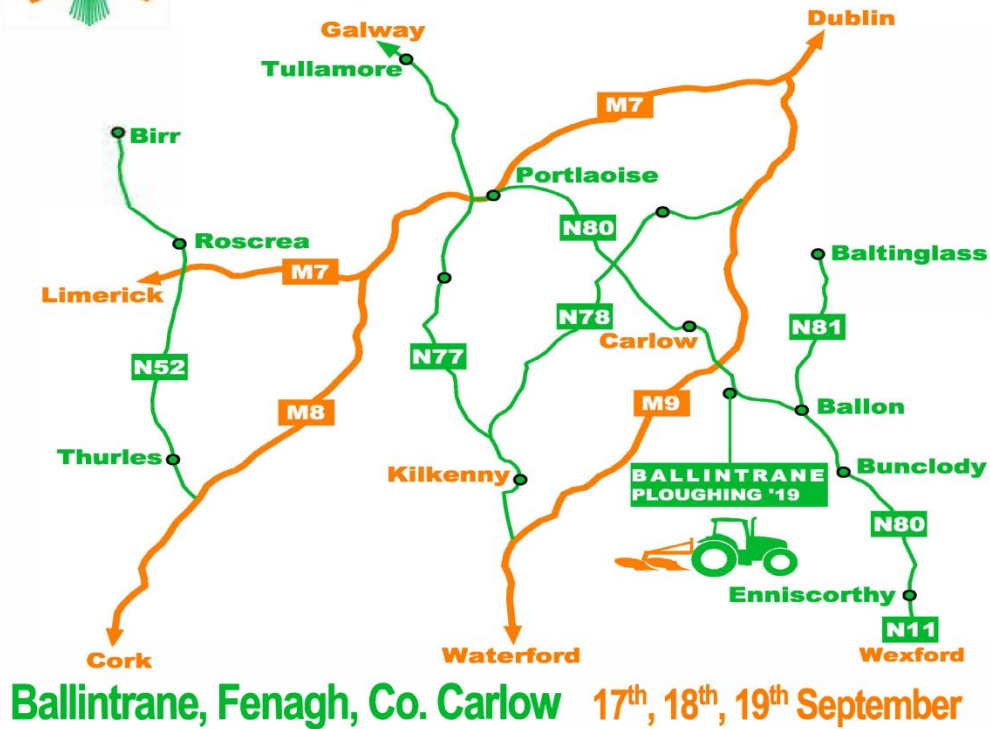 Dublin
Galway
Tullamore
M7
Birr
Portlaoise
N80
Roscrea
Baltinglass
M7
Limerick
N78
N81
Carlow
N77
N52
M9
M8
Ballon
Thurles
Kilkenny
BALLINTRANE
PLOUGHING '19
Bunclody
N80
Enniscorthy
N11
Cork
Waterford
Wexford
Ballintrane, Fenagh, Co. Carlow 17th, 18th, 19th September